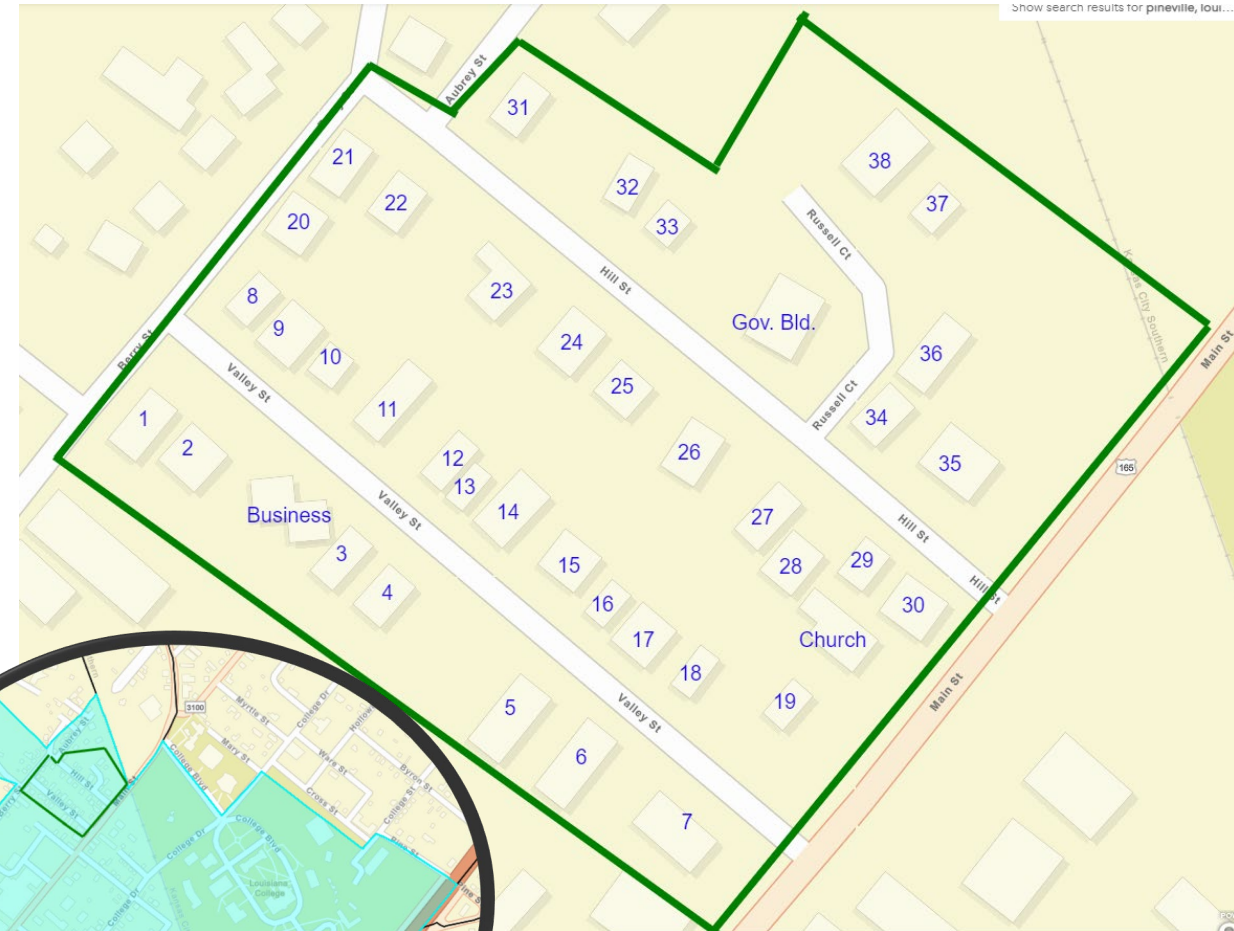 Show search results for pineville, loui...
Aubrey St
31
21
38
32
22
37
20
33
Russell Ct
Hill St
Kansas City Southern
8
23
Gov. Bld.
9
24
Main St
Berry St
10
36
Valley St
25
Russell Ct
11
1
34
2
26
12
35
165
13
Valley St
14
Business
27
Hill St
3
15
28
29
4
Hill St
16
30
17
Church
18
Main St
19
5
Valley St
6
7
3100
Myrtle St
College Dr
Mary St
Aubrey St
College Blvd
Ware St
Byron St
Hill St
Main St
Cross St
College St
Valley St
College Dr
College Blvd
Louisiana
College
College Dr